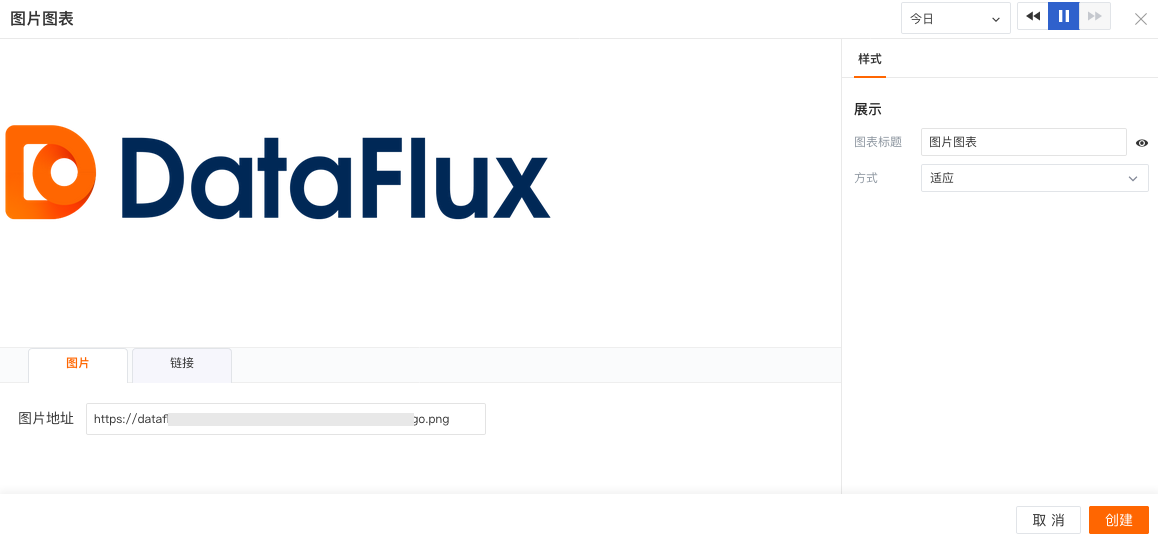 图片图表
今日
样式
展示
图表标题 图片图表
方式 适应
DataFlux
图片 链接
图片地址 https://dataf go.png
取 消 创建